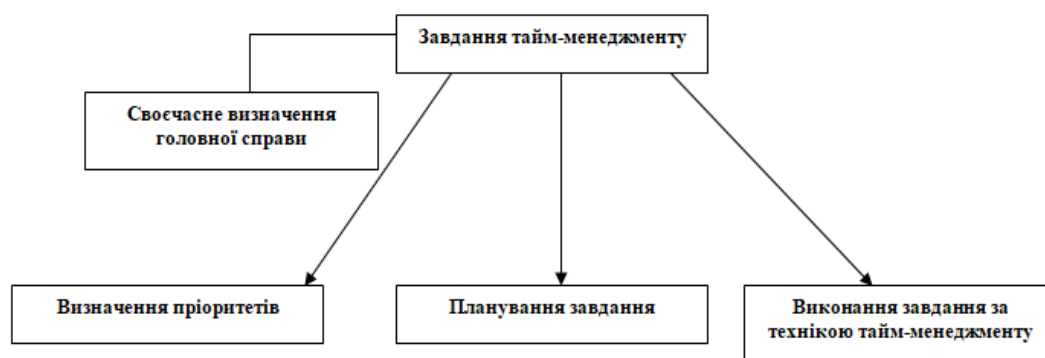 Завдання тайм-менеджменту
Своєчасне визначення
головної справи
Визначення пріоритетів
Планування завдання
Виконання завдання за
технікою тайм-менеджменту